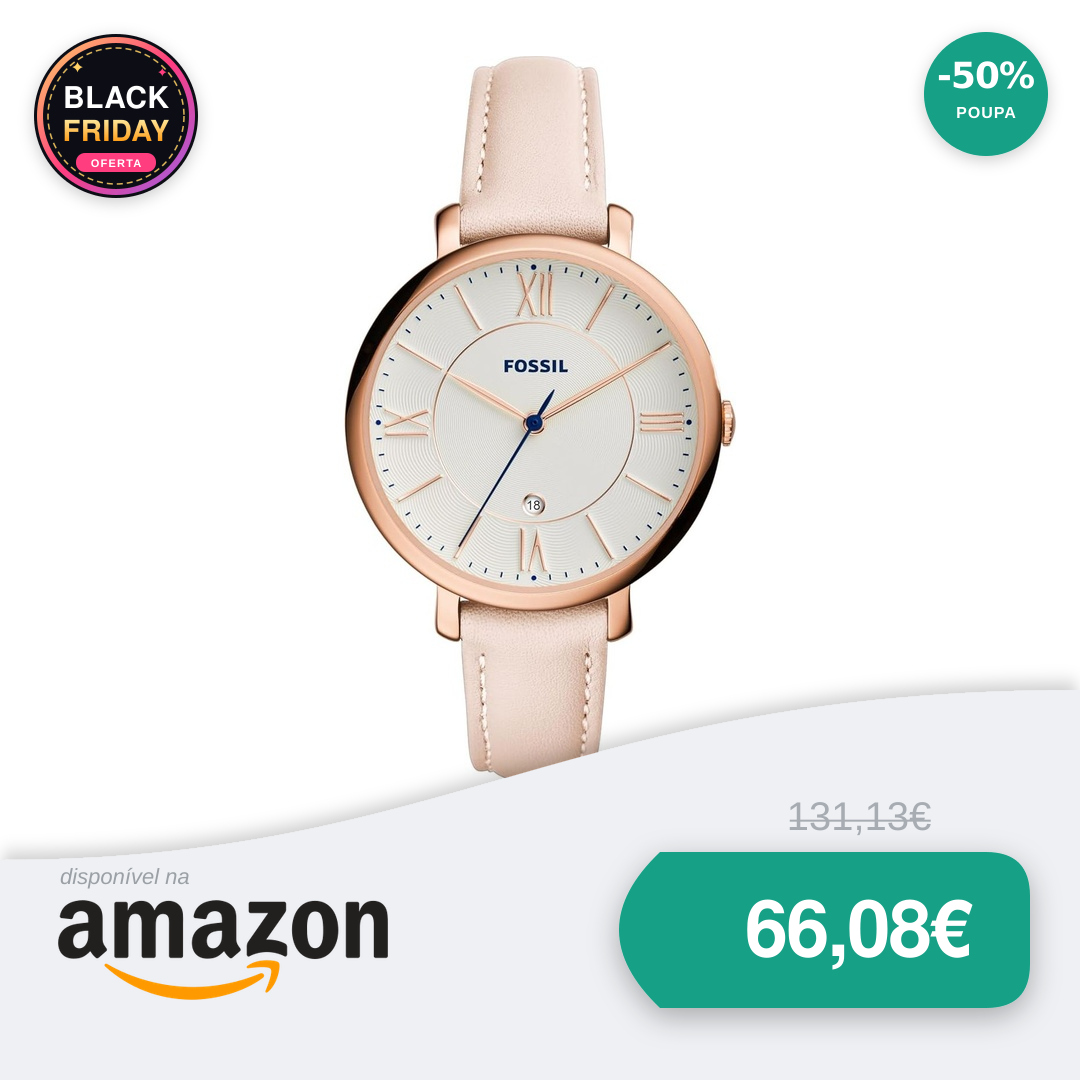 BLACK
FRIDAY
OFERTA
-50%
POUPA
XII
FOSSIL
III
IX
18
VI
131,13€
disponível na
amazon
66,08€